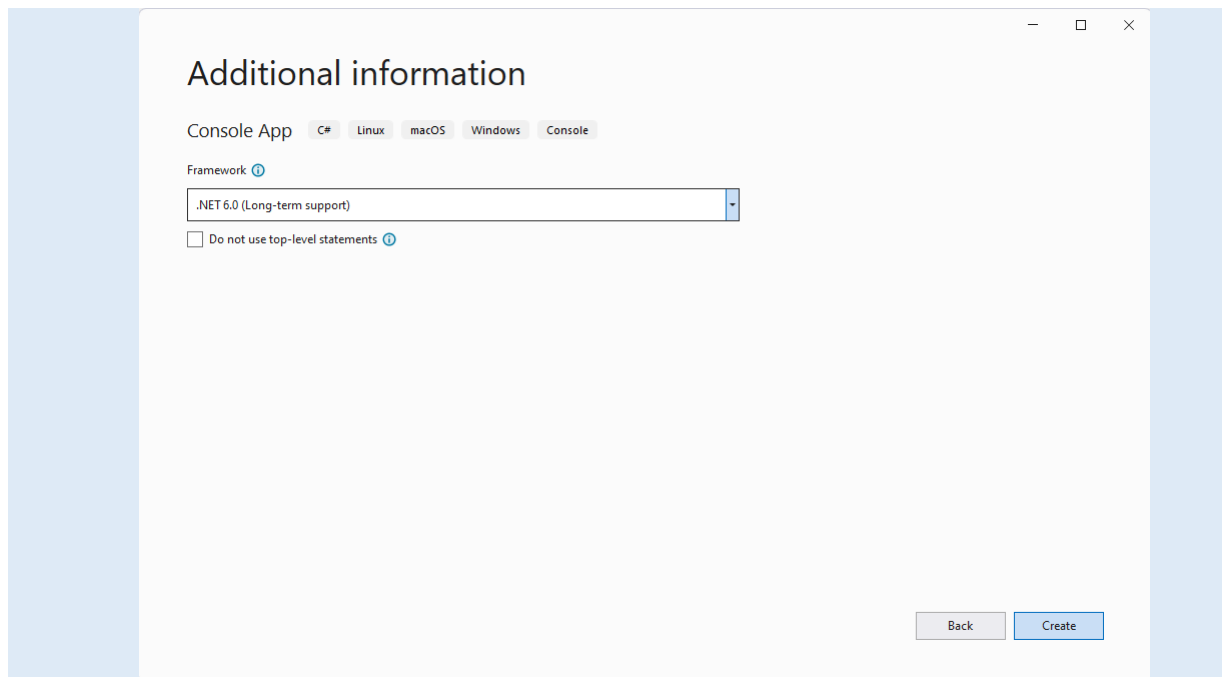 Additional information
Console App C# Linux macOS Windows Console
Framework
.NET 6.0 (Long-term support)
Do not use top-level statements
Back Create